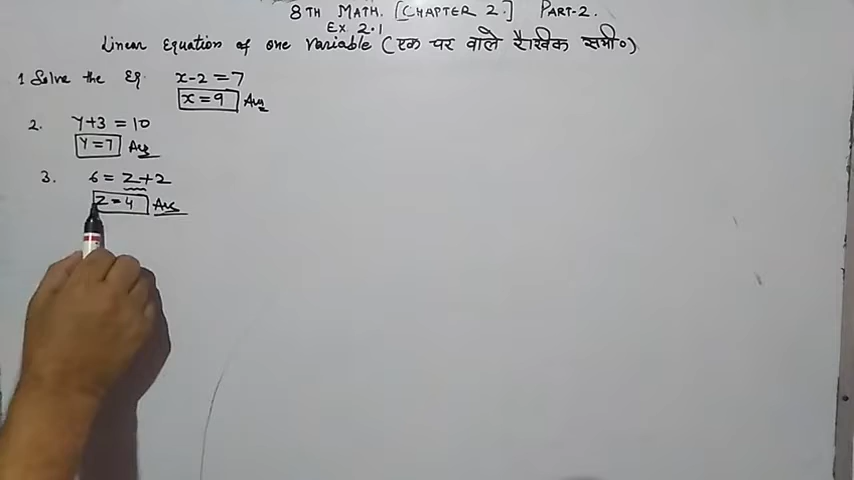 8TH MATH. [CHAPTER 2.] PART-2.
Ex 2.1
Linear Equation of one Variable (एक चर वाले रैखिक समी०)
1 Solve the Eq. x-2 = 7
x = 9 Ans
2. Y+3 = 10
Y = 7 Ans
3. 6 = Z+2
Z = 4 Ans